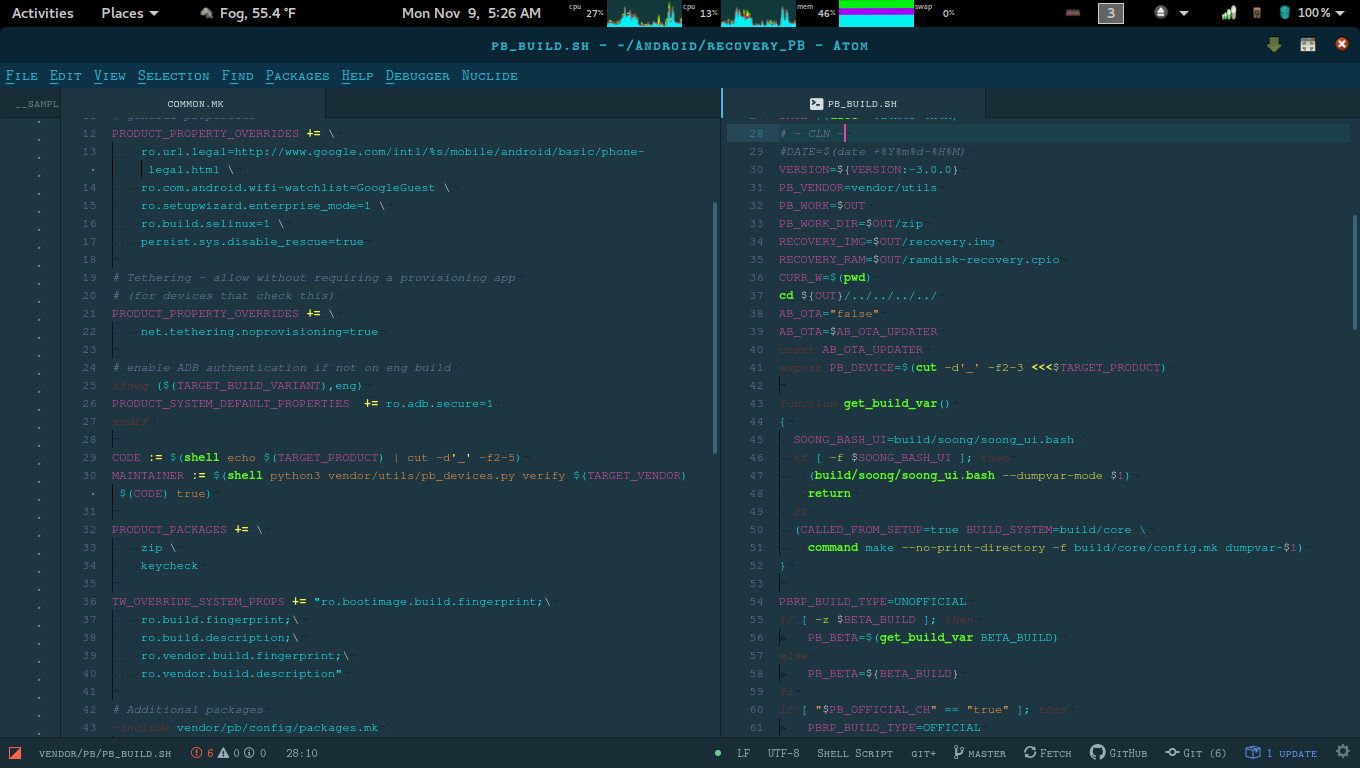 Activities Places Fog, 55.4 °F Mon Nov 9, 5:26 AM cpu 27% cpu 13% mem 46% swap 0% 3 100%
PB_BUILD.SH - ~/Android/recovery_PB - Atom
File Edit View Selection Find Packages Help Debugger Nuclide
__SAMPL COMMON.MK
12 PRODUCT_PROPERTY_OVERRIDES += \
13 ro.url.legal=http://www.google.com/intl/%s/mobile/android/basic/phone-
• legal.html \
14 ro.com.android.wifi-watchlist=GoogleGuest \
15 ro.setupwizard.enterprise_mode=1 \
16 ro.build.selinux=1 \
17 persist.sys.disable_rescue=true
18
19 # Tethering - allow without requiring a provisioning app
20 # (for devices that check this)
21 PRODUCT_PROPERTY_OVERRIDES += \
22 net.tethering.noprovisioning=true
23
24 # enable ADB authentication if not on eng build
25 ifneq ($(TARGET_BUILD_VARIANT),eng)
26 PRODUCT_SYSTEM_DEFAULT_PROPERTIES += ro.adb.secure=1
27 endif
28
29 CODE := $(shell echo $(TARGET_PRODUCT) | cut -d'_' -f2-5)
30 MAINTAINER := $(shell python3 vendor/utils/pb_devices.py verify $(TARGET_VENDOR)
• $(CODE) true)
31
32 PRODUCT_PACKAGES += \
33 zip \
34 keycheck
35
36 TW_OVERRIDE_SYSTEM_PROPS += "ro.bootimage.build.fingerprint;\
37 ro.build.fingerprint;\
38 ro.build.description;\
39 ro.vendor.build.fingerprint;\
40 ro.vendor.build.description"
41
42 # Additional packages
43 -include vendor/pb/config/packages.mk
PB_BUILD.SH
28 # - CLN -
29 #DATE=$(date +%Y%m%d-%H%M)
30 VERSION=${VERSION:-3.0.0}
31 PB_VENDOR=vendor/utils
32 PB_WORK=$OUT
33 PB_WORK_DIR=$OUT/zip
34 RECOVERY_IMG=$OUT/recovery.img
35 RECOVERY_RAM=$OUT/ramdisk-recovery.cpio
36 CURR_W=$(pwd)
37 cd ${OUT}/../../../../
38 AB_OTA="false"
39 AB_OTA=$AB_OTA_UPDATER
40 unset AB_OTA_UPDATER
41 export PB_DEVICE=$(cut -d'_' -f2-3 <<<$TARGET_PRODUCT)
42
43 function get_build_var()
44 {
45 SOONG_BASH_UI=build/soong/soong_ui.bash
46 if [ -f $SOONG_BASH_UI ]; then
47 (build/soong/soong_ui.bash --dumpvar-mode $1)
48 return
49 fi
50 (CALLED_FROM_SETUP=true BUILD_SYSTEM=build/core \
51 command make --no-print-directory -f build/core/config.mk dumpvar-$1)
52 }
53
54 PBRP_BUILD_TYPE=UNOFFICIAL
55 if [ -z $BETA_BUILD ]; then
56 » PB_BETA=$(get_build_var BETA_BUILD)
57 else
58 » PB_BETA=${BETA_BUILD}
59 fi
60 if [ "$PB_OFFICIAL_CH" == "true" ]; then
61 » PBRP_BUILD_TYPE=OFFICIAL
VENDOR/PB/PB_BUILD.SH 6 0 0 28:10 LF UTF-8 Shell Script GIT+ MASTER Fetch GitHub Git (6) 1 UPDATE